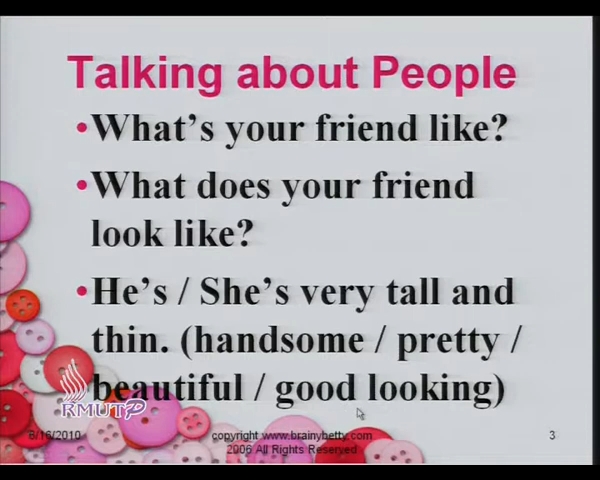 Talking about People
•What's your friend like?
•What does your friend
look like?
•He's / She's very tall and
thin. (handsome / pretty /
beautiful / good looking)
RMUTP
6/16/2010
copyright www.brainybetty.com
2006 All Rights Reserved
3